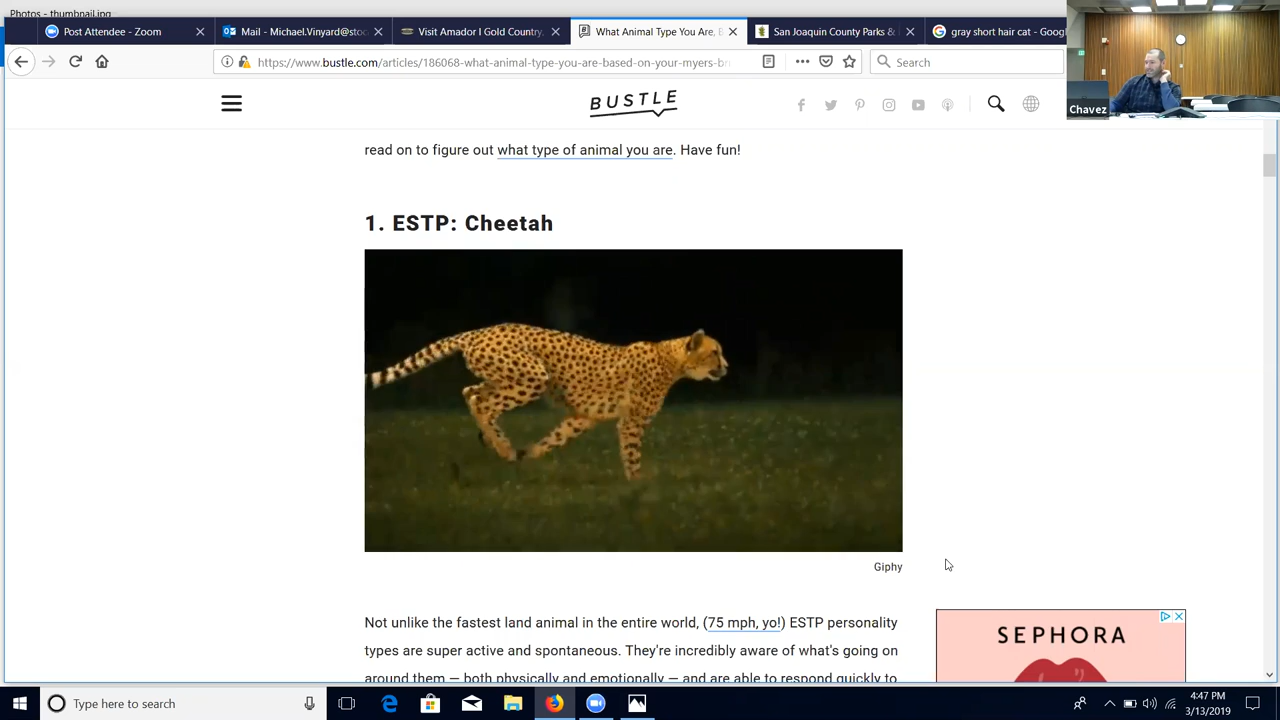 Photos - thumbnail.jpg
Post Attendee - Zoom
Mail - Michael.Vinyard@sto
Visit Amador I Gold Country.
What Animal Type You Are, B
San Joaquin County Parks &
gray short hair cat - Goog
https://www.bustle.com/articles/186068-what-animal-type-you-are-based-on-your-myers-br
Search
Chavez
BUSTLE
read on to figure out what type of animal you are. Have fun!
1. ESTP: Cheetah
Giphy
Not unlike the fastest land animal in the entire world, (75 mph, yo!) ESTP personality
types are super active and spontaneous. They're incredibly aware of what's going on
around them — both physically and emotionally — and are able to respond quickly to
SEPHORA
Type here to search
4:47 PM
3/13/2019